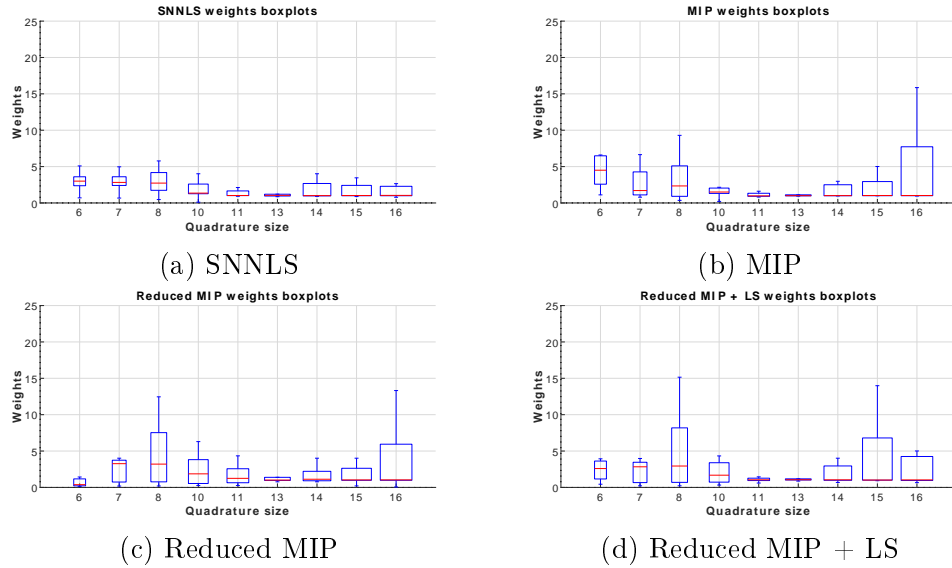 SNNLS weights boxplots
25
20
15
10
5
0
Weights
6 7 8 10 11 13 14 15 16
Quadrature size
(a) SNNLS
MIP weights boxplots
25
20
15
10
5
0
Weights
6 7 8 10 11 13 14 15 16
Quadrature size
(b) MIP
Reduced MIP weights boxplots
25
20
15
10
5
0
Weights
6 7 8 10 11 13 14 15 16
Quadrature size
(c) Reduced MIP
Reduced MIP + LS weights boxplots
25
20
15
10
5
0
Weights
6 7 8 10 11 13 14 15 16
Quadrature size
(d) Reduced MIP + LS